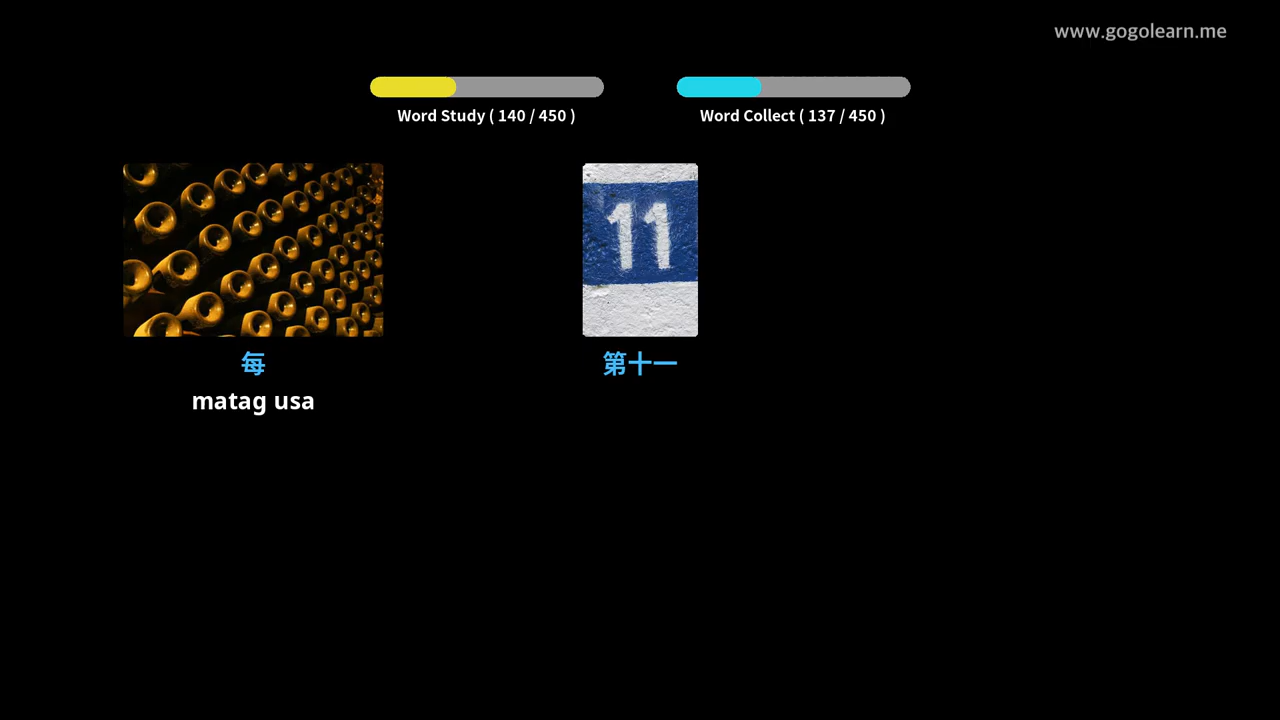 www.gogolearn.me
Word Study ( 140 / 450 )
Word Collect ( 137 / 450 )
11
每
第十一
matag usa